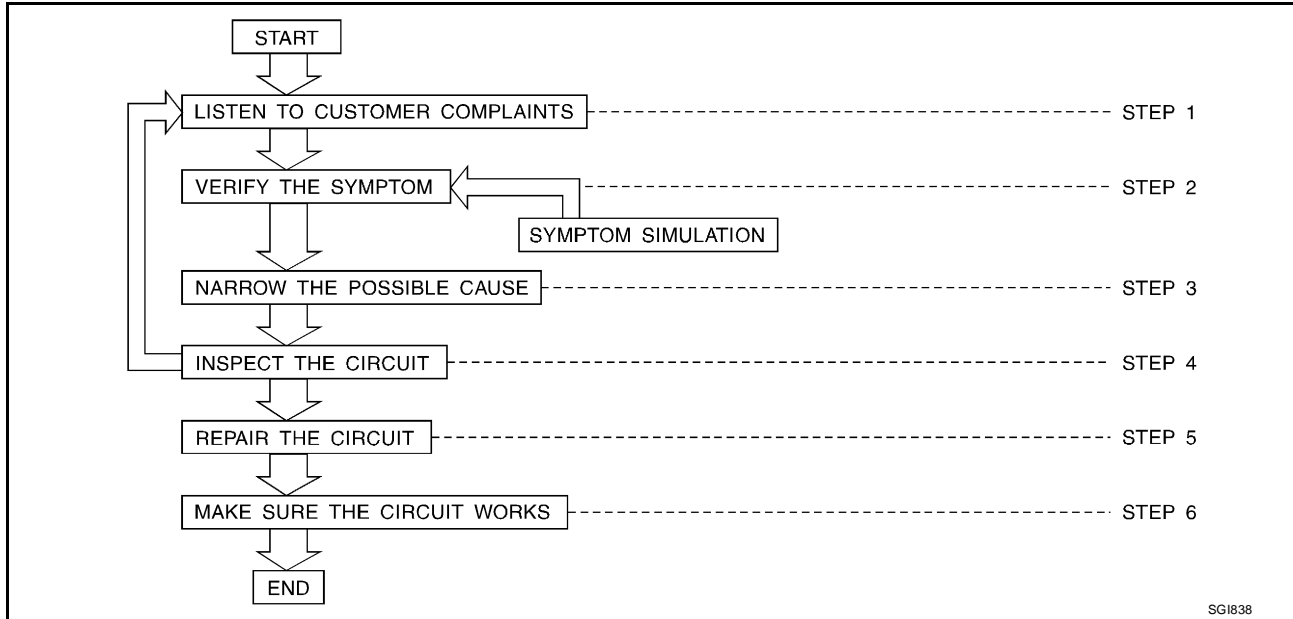 START
LISTEN TO CUSTOMER COMPLAINTS
STEP 1
VERIFY THE SYMPTOM
STEP 2
SYMPTOM SIMULATION
NARROW THE POSSIBLE CAUSE
STEP 3
INSPECT THE CIRCUIT
STEP 4
REPAIR THE CIRCUIT
STEP 5
MAKE SURE THE CIRCUIT WORKS
STEP 6
END
SGI838